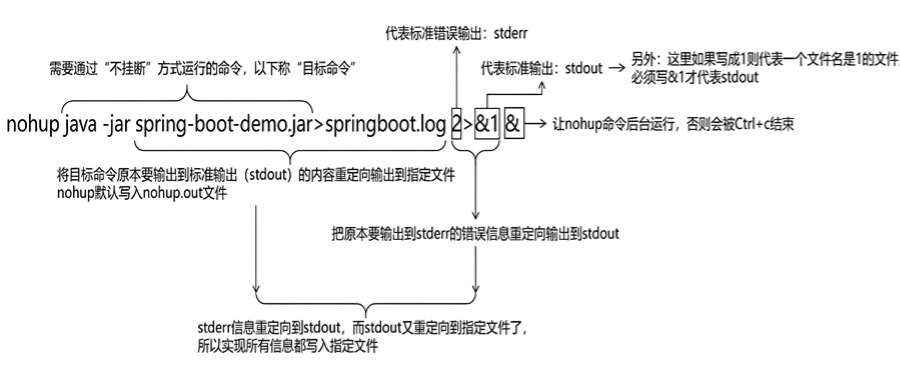 代表标准错误输出：stderr
需要通过“不挂断”方式运行的命令，以下称“目标命令”
代表标准输出：stdout
另外：这里如果写成1则代表一个文件名是1的文件，
必须写&1才代表stdout
nohup java -jar spring-boot-demo.jar>springboot.log 2>&1 &
让nohup命令后台运行，否则会被Ctrl+c结束
将目标命令原本要输出到标准输出（stdout）的内容重定向输出到指定文件
nohup默认写入nohup.out文件
把原本要输出到stderr的错误信息重定向输出到stdout
stderr信息重定向到stdout，而stdout又重定向到指定文件了，
所以实现所有信息都写入指定文件